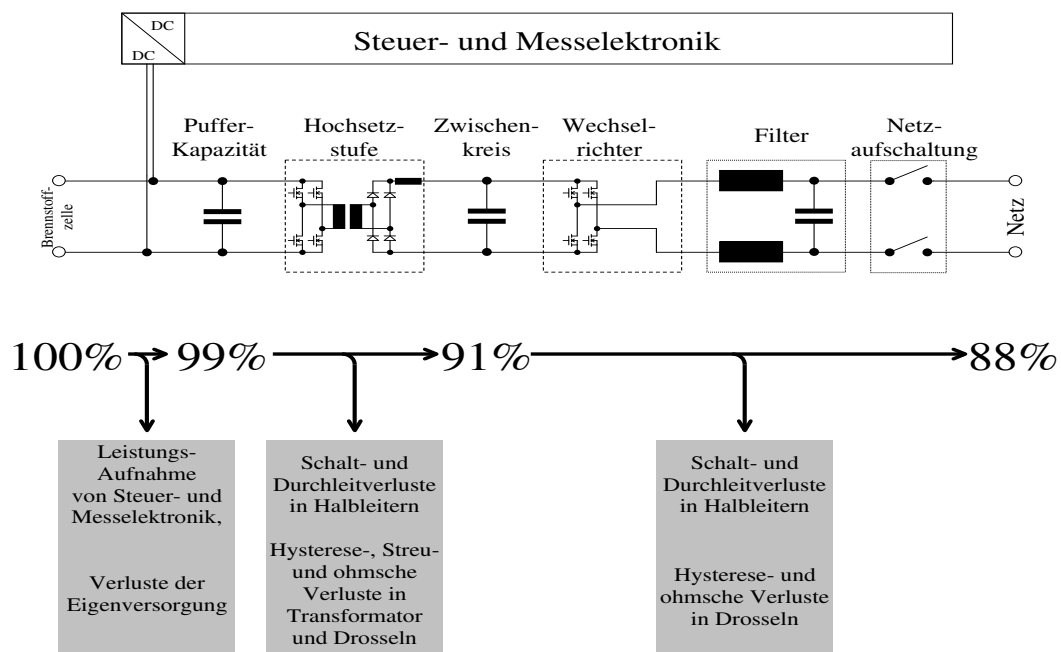 DC
DC
Steuer- und Messelektronik
Puffer-
Kapazität
Hochsetz-
stufe
Zwischen-
kreis
Wechsel-
richter
Filter
Netz-
aufschaltung
Brenstoff-
zelle
Netz
100%
99%
91%
88%
Leistungs-
Aufnahme
von Steuer- und
Messelektronik,
Verluste der
Eigenversorgung
Schalt- und
Durchleitverluste
in Halbleitern
Hysterese-, Streu-
und ohmsche
Verluste in
Transformator
und Drosseln
Schalt- und
Durchleitverluste
in Halbleitern
Hysterese- und
ohmsche Verluste
in Drosseln